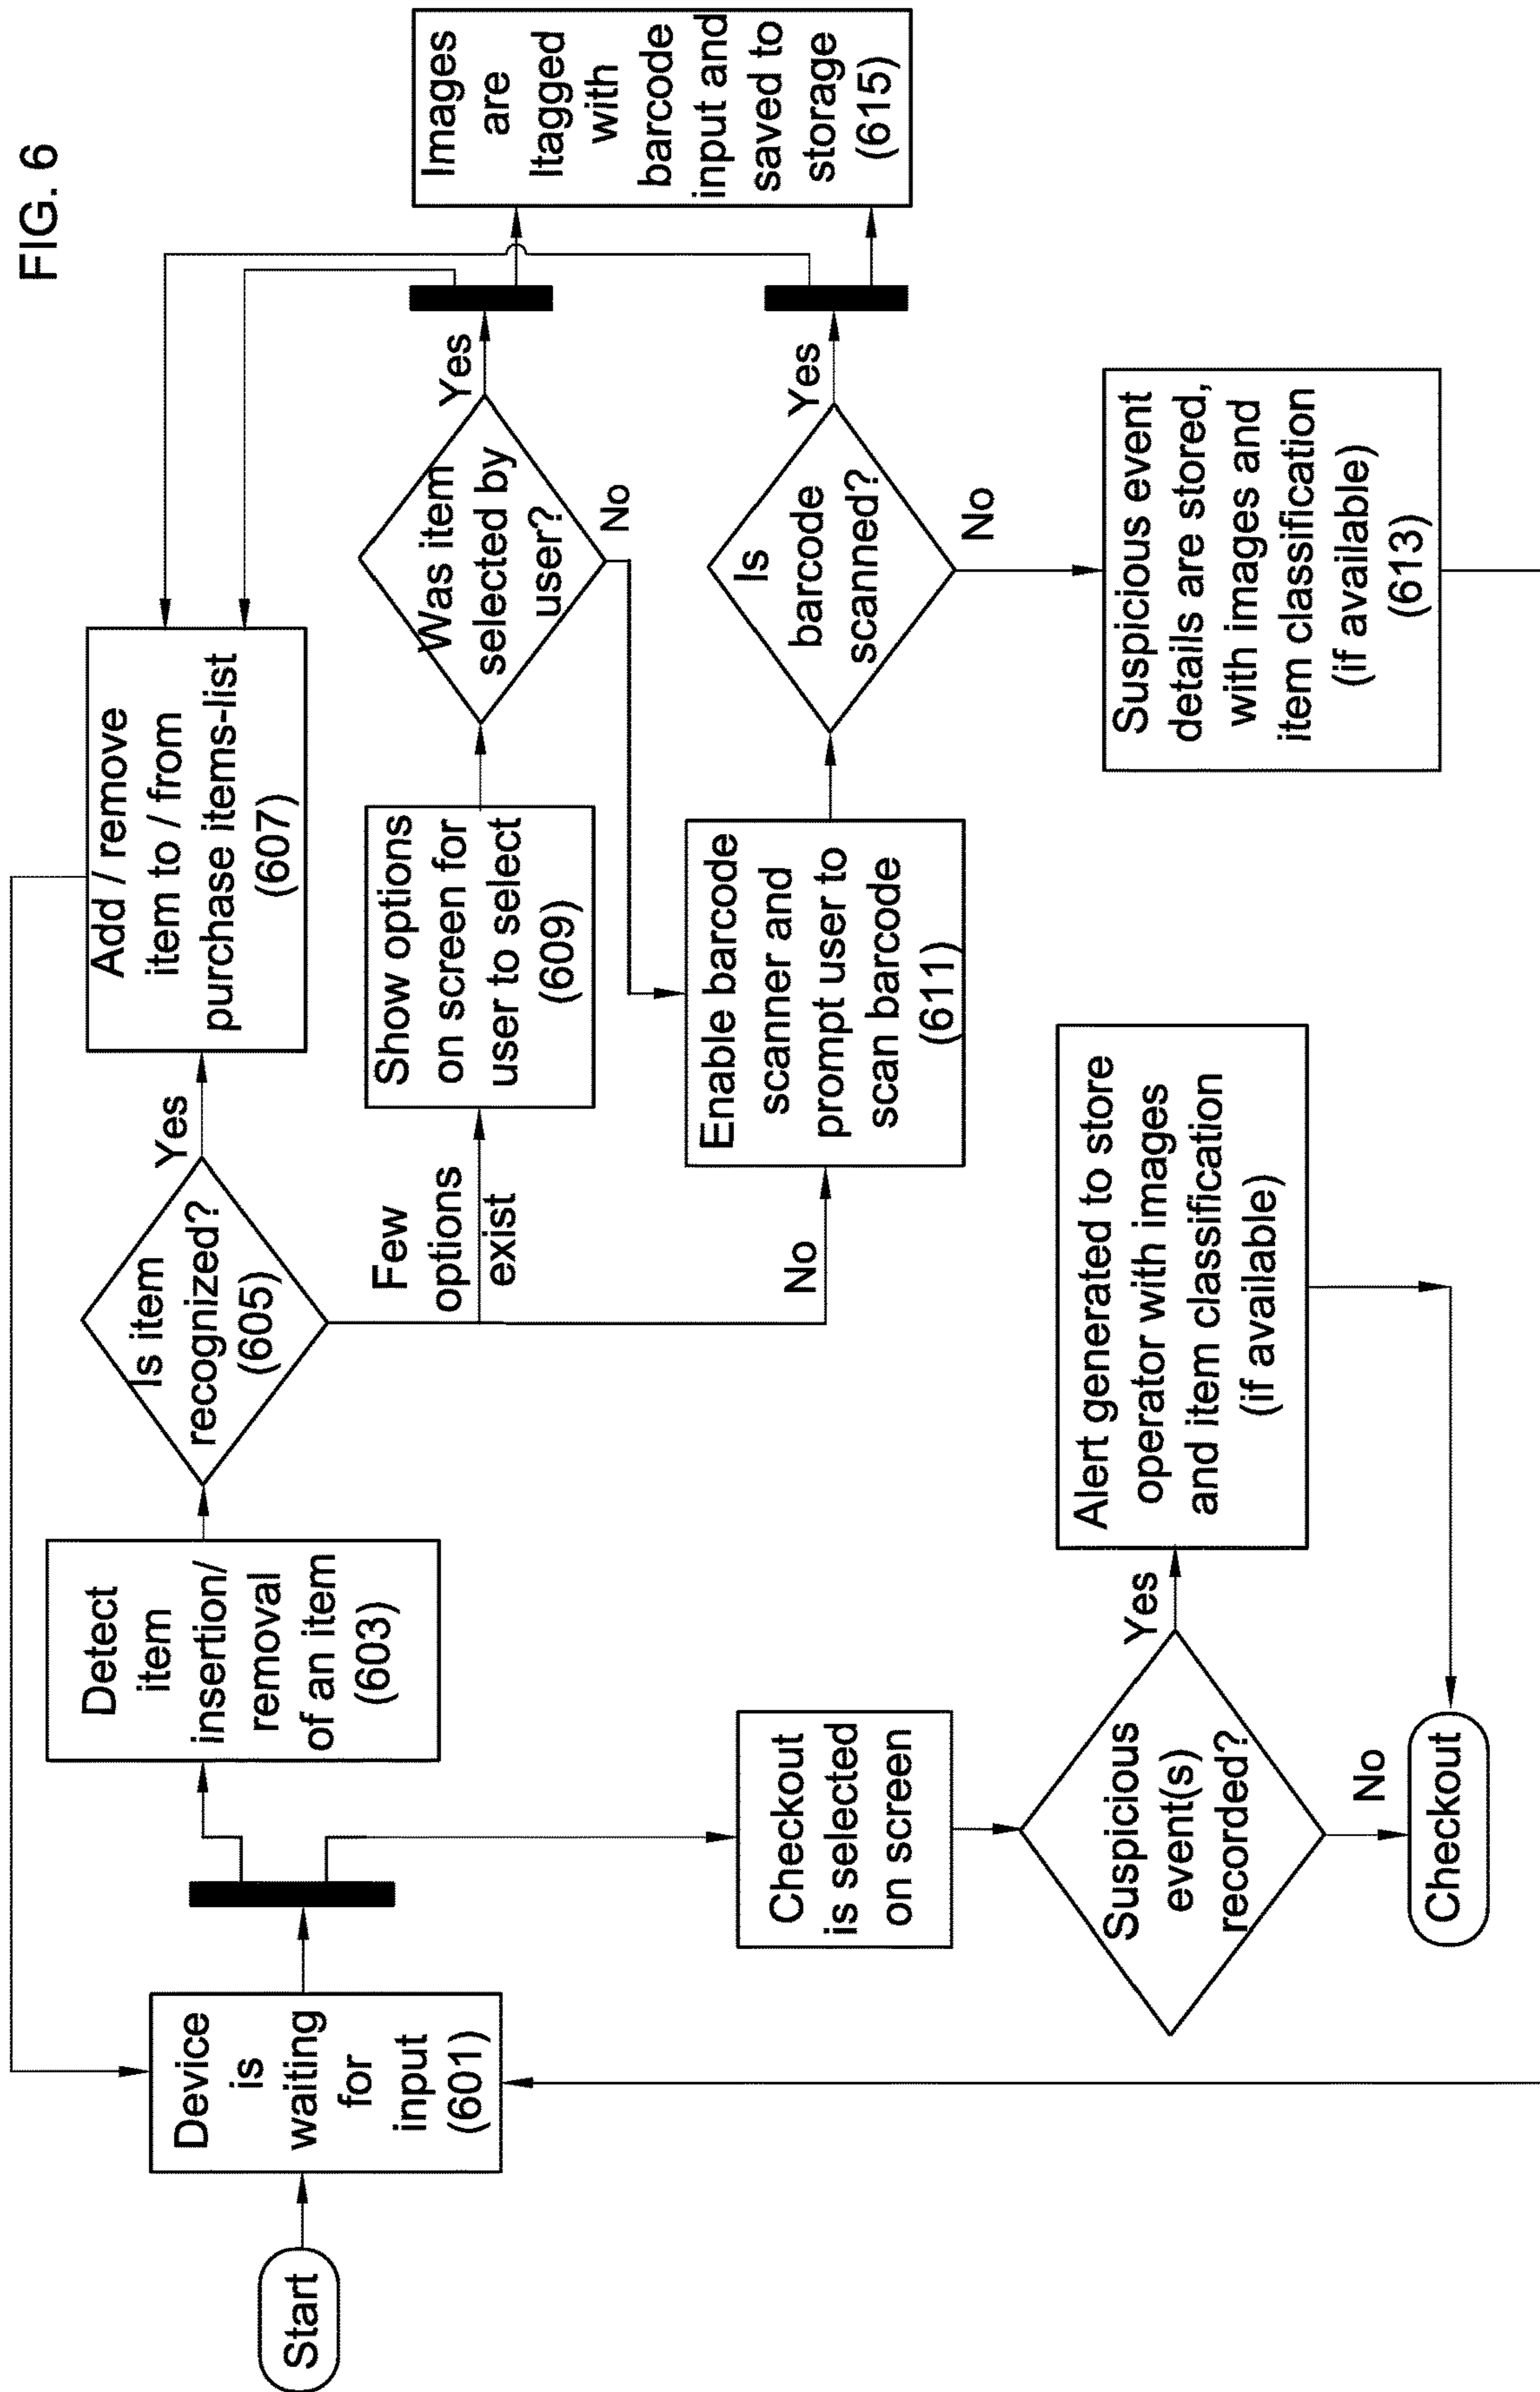 FIG. 6
Start
Device
is
waiting
for
input
(601)
Detect
item
insertion/
removal
of an item
(603)
Is item
recognized?
(605)
Yes
Add / remove
item to / from
purchase items-list
(607)
Few
options
exist
Show options
on screen for
user to select
(609)
Was item
selected by
user?
Yes
No
Images
are
Itagged
with
barcode
input and
saved to
storage
(615)
No
Enable barcode
scanner and
prompt user to
scan barcode
(611)
Is
barcode
scanned?
Yes
No
Suspicious event
details are stored,
with images and
item classification
(if available)
(613)
Checkout
is selected
on screen
Suspicious
event(s)
recorded?
Yes
Alert generated to store
operator with images
and item classification
(if available)
No
Checkout